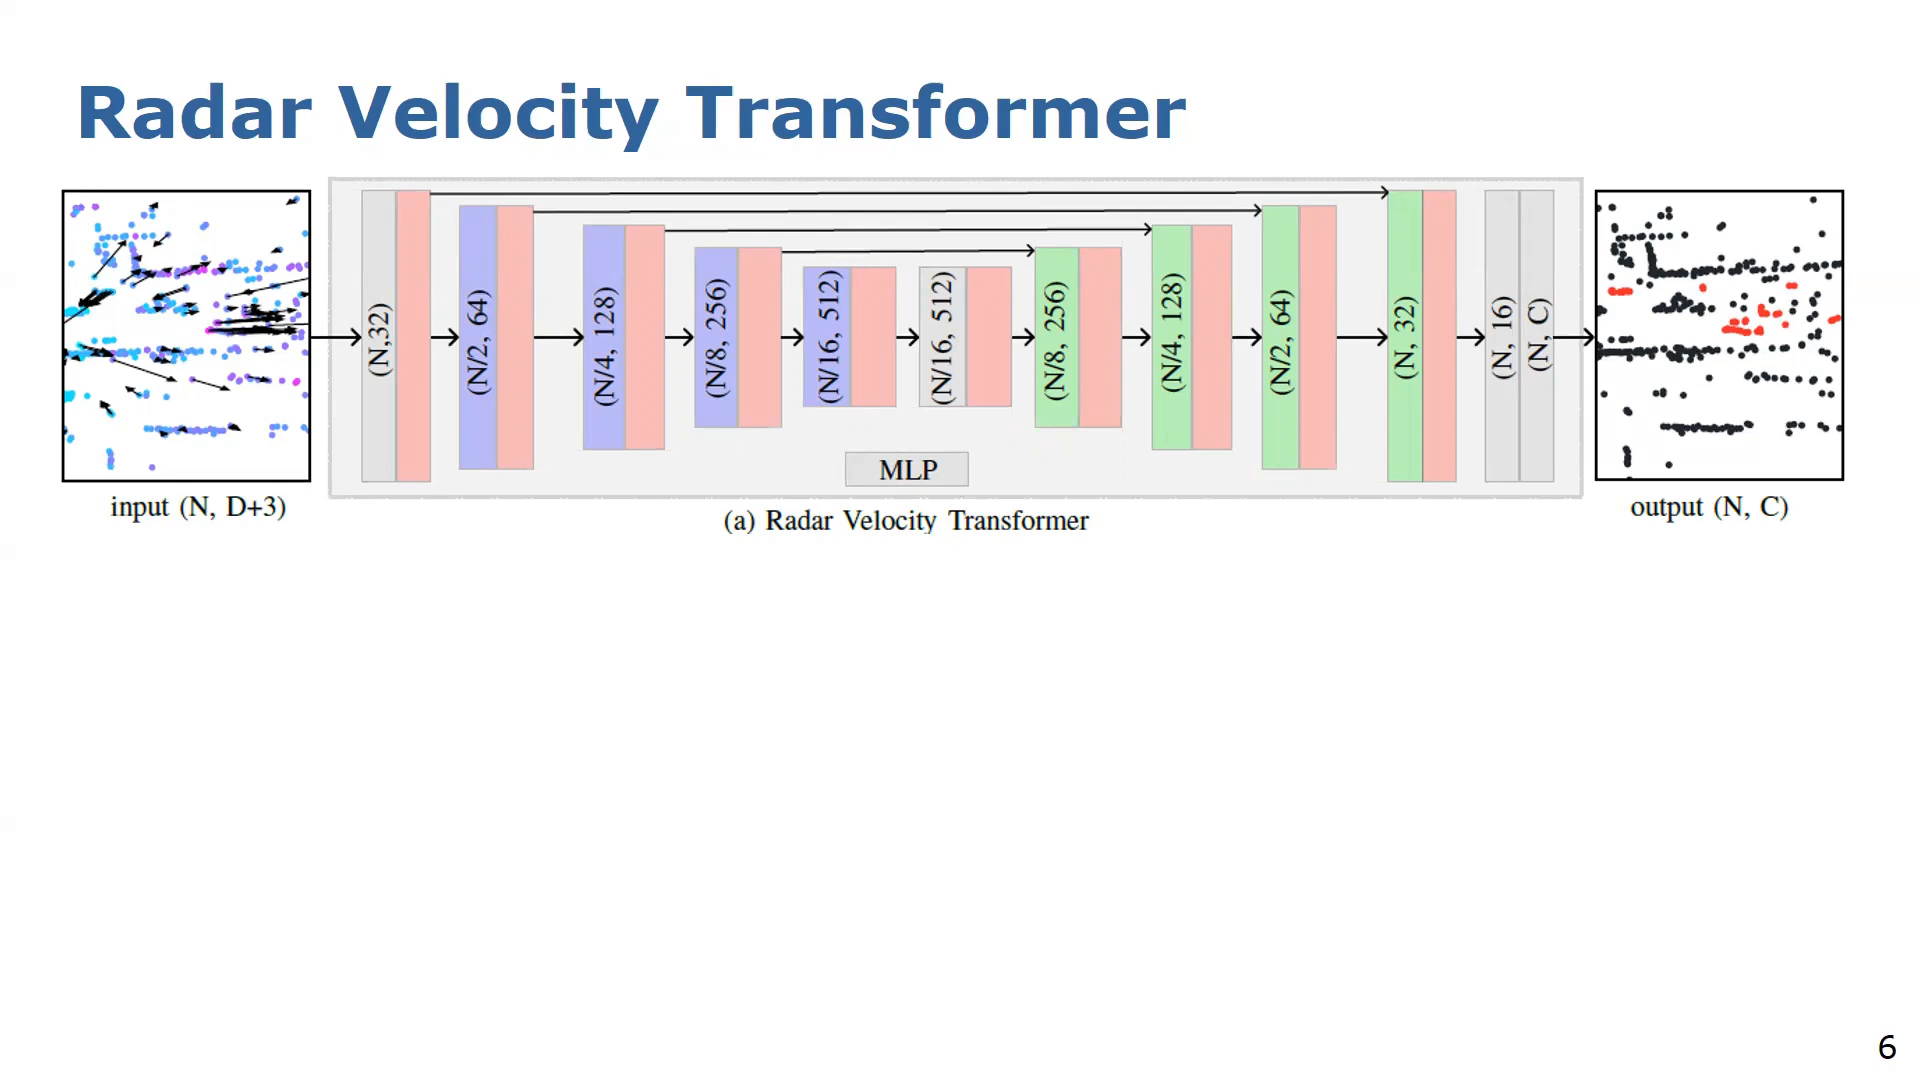 Radar Velocity Transformer
(N,32)
(N/2, 64)
(N/4, 128)
(N/8, 256)
(N/16, 512)
(N/16, 512)
(N/8, 256)
(N/4, 128)
(N/2, 64)
(N, 32)
(N, 16)
(N, C)
MLP
input (N, D+3)
(a) Radar Velocity Transformer
output (N, C)
6